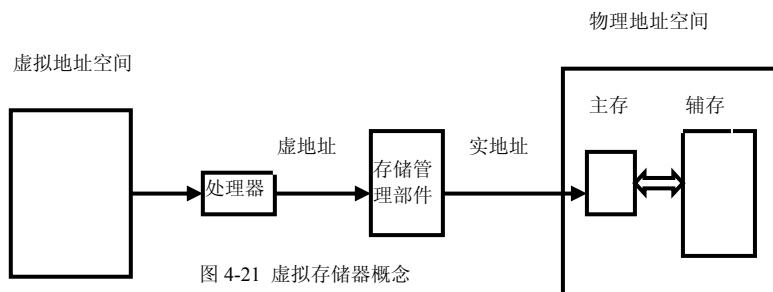 物理地址空间
虚拟地址空间
主存
辅存
虚地址
实地址
处理器
存储管
理部件
图 4-21 虚拟存储器概念